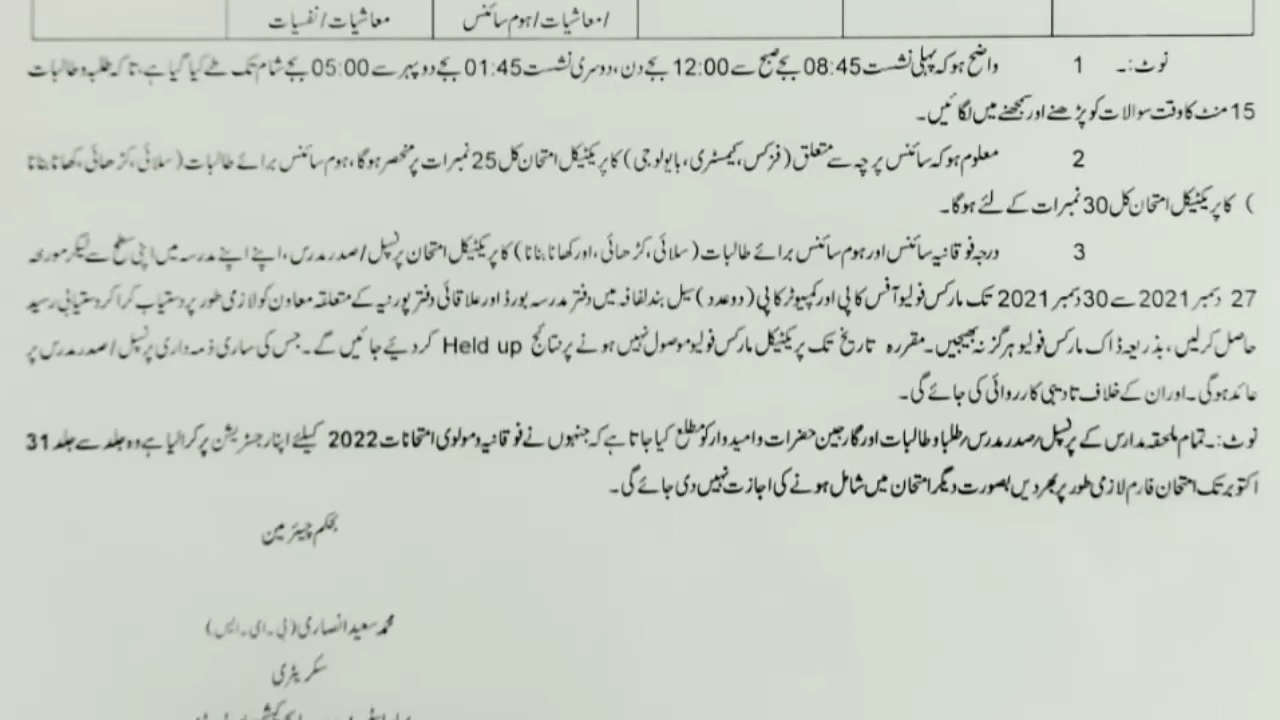 /معاشیات/ہوم سائنس معاشیات/نفسیات
نوٹ:۔ 1 واضح ہو کہ پہلی نشست 08:45 بجے صبح سے 12:00 بجے دن، دوسری نشست 01:45 بجے دوپہر سے 05:00 بجے شام تک طے کیا گیا ہے، تاکہ طلبہ و طالبات
15 منٹ کا وقت سوالات کو پڑھنے اور سمجھنے میں لگائیں۔
2 معلوم ہو کہ سائنس پرچہ سے متعلق (فزکس، کیمسٹری، بایولوجی) کا پریکٹیکل امتحان کل 25 نمبرات پر منحصر ہوگا، ہوم سائنس برائے طالبات (سلائی، کڑھائی، کھانا بنانا
) کا پریکٹیکل امتحان کل 30 نمبرات کے لئے ہوگا۔
3 درجہ فوقانیہ سائنس اور ہوم سائنس برائے طالبات (سلائی، کڑھائی، اور کھانا بنانا) کا پریکٹیکل امتحان پرنسپل/صدر مدرس، اپنے اپنے مدرسہ میں اپنی سطح سے لیکر مورخہ
27 دسمبر 2021 سے 30 دسمبر 2021 تک مارکس فولیو آفس کاپی اور کمپیوٹر کاپی (دو عدد) سیل بند لفافہ میں دفتر مدرسہ بورڈ اور علاقائی دفتر پورنیہ کے متعلقہ معاون کو لازمی طور پر دستیاب کرا کر دستیابی رسید
حاصل کر لیں، بذریعہ ڈاک مارکس فولیو ہرگز نہ بھیجیں۔ مقررہ تاریخ تک پریکٹیکل مارکس فولیو موصول نہیں ہونے پر نتائج Held up کر دیئے جائیں گے۔ جس کی ساری ذمہ داری پرنسپل/صدر مدرس پر
عائد ہوگی۔ اور ان کے خلاف تادیبی کارروائی کی جائے گی۔
نوٹ:۔ تمام ملحقہ مدارس کے پرنسپل/صدر مدرس/طلبا و طالبات اور گارجین حضرات و امیدوار کو مطلع کیا جاتا ہے کہ جنہوں نے فوقانیہ و مولوی امتحانات 2022 کیلئے اپنا رجسٹریشن پر کرالیا ہے وہ جلد سے جلد 31
اکتوبر تک امتحان فارم لازمی طور پر بھر دیں بصورت دیگر امتحان میں شامل ہونے کی اجازت نہیں دی جائے گی۔
بحکم چیئرمین
محمد سعید انصاری (بی۔ای۔ایس)
سکریٹری